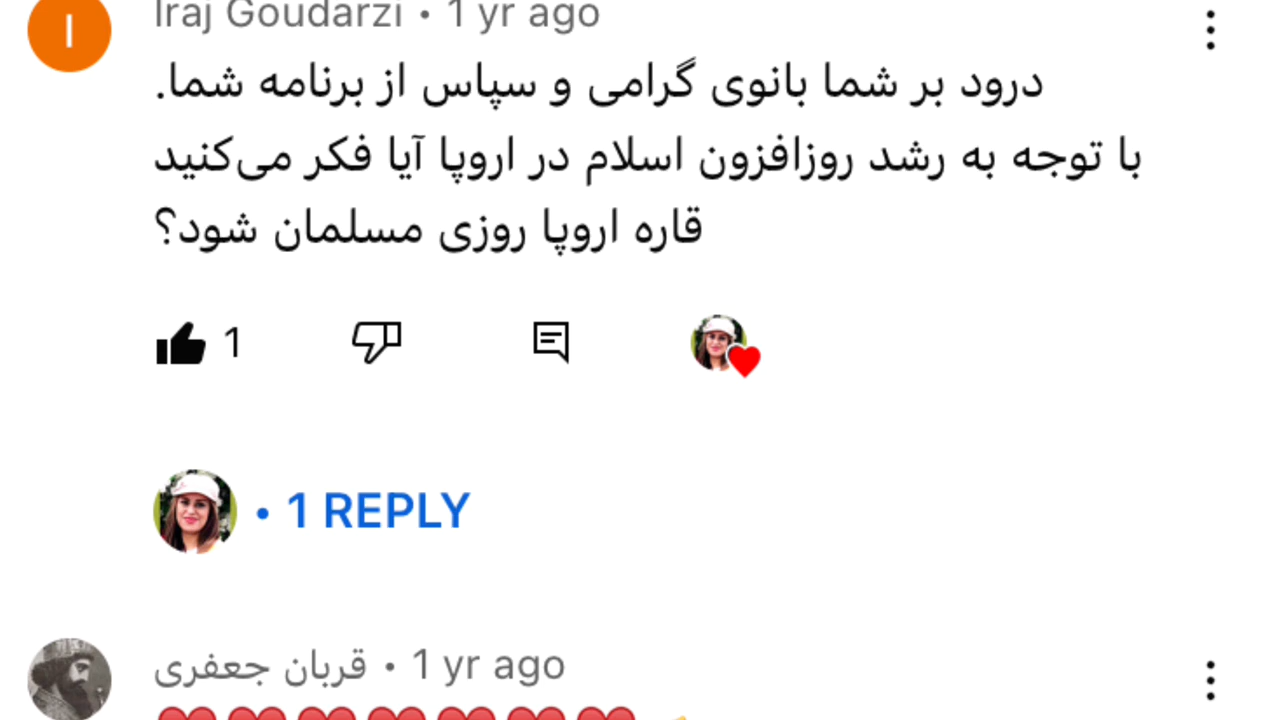 Iraj Goudarzi • 1 yr ago
I
درود بر شما بانوی گرامی و سپاس از برنامه شما.
با توجه به رشد روزافزون اسلام در اروپا آیا فکر می‌کنید
قاره اروپا روزی مسلمان شود؟
1
• 1 REPLY
قربان جعفری • 1 yr ago